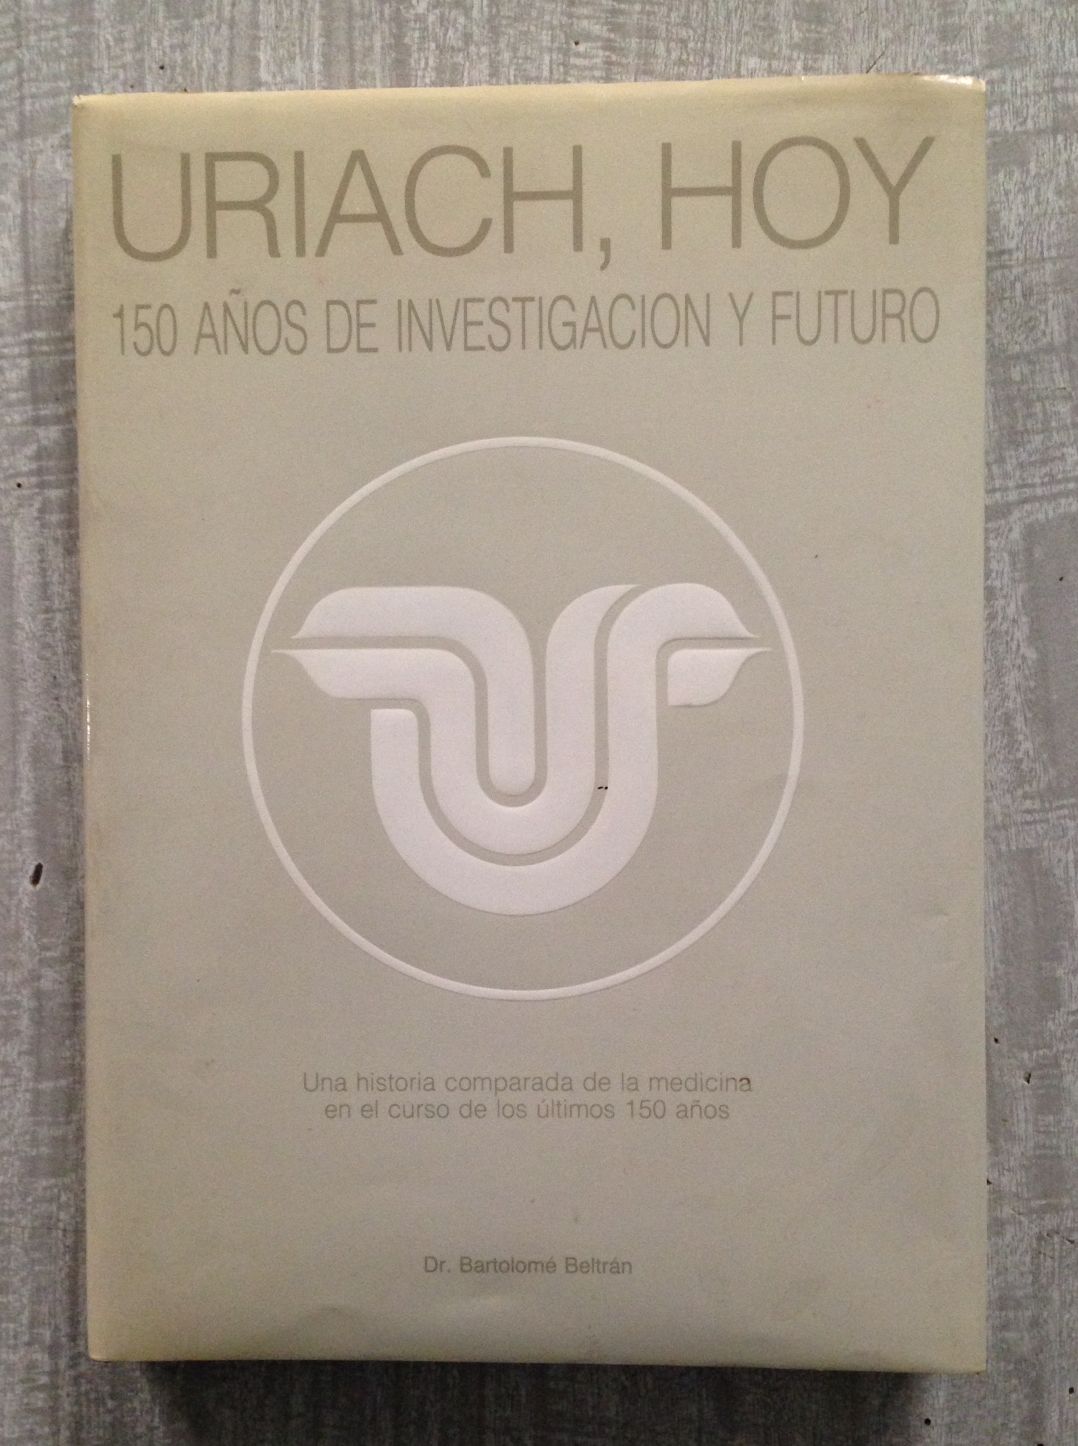 URIACH, HOY
150 AÑOS DE INVESTIGACION Y FUTURO
Una historia comparada de la medicina
en el curso de los últimos 150 años
Dr. Bartolomé Beltrán